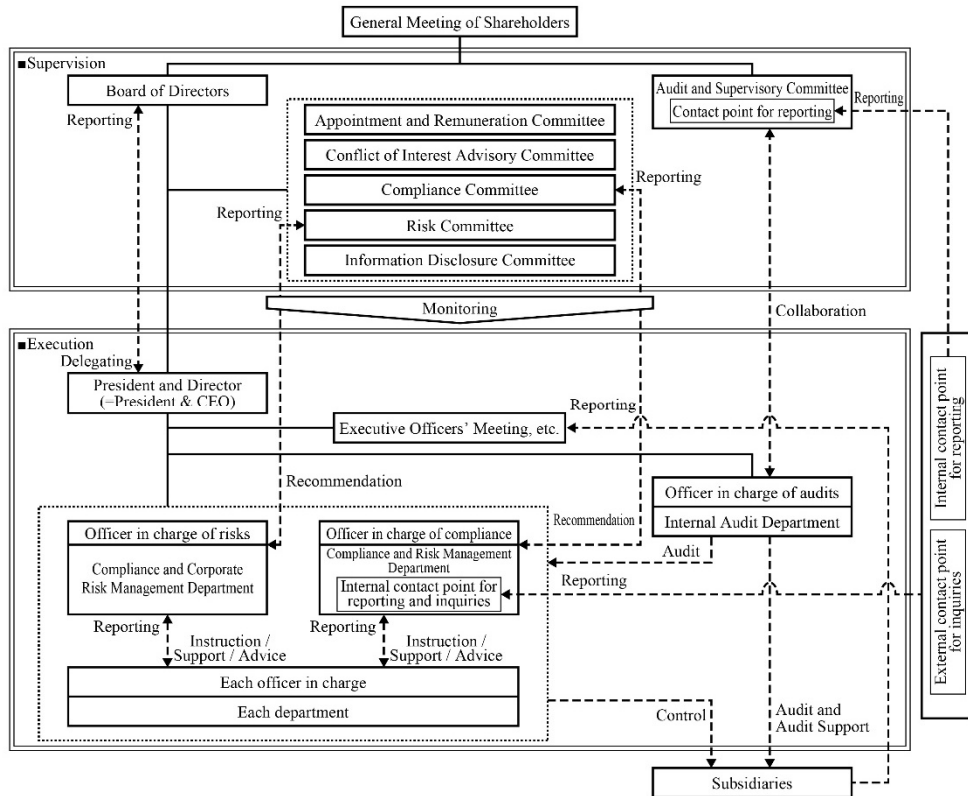 General Meeting of Shareholders
■Supervision
Board of Directors
Audit and Supervisory Committee
Contact point for reporting
Reporting
Reporting
Appointment and Remuneration Committee
Conflict of Interest Advisory Committee
Compliance Committee
Risk Committee
Information Disclosure Committee
Reporting
Reporting
Monitoring
Collaboration
■Execution
Delegating
President and Director
(=President & CEO)
Executive Officers’ Meeting, etc.
Reporting
Internal contact point
for reporting
External contact point
for inquiries
Recommendation
Officer in charge of audits
Internal Audit Department
Officer in charge of risks
Compliance and Corporate
Risk Management Department
Officer in charge of compliance
Compliance and Risk Management
Department
Internal contact point for
reporting and inquiries
Recommendation
Audit
Reporting
Reporting
Instruction /
Support / Advice
Reporting
Instruction /
Support / Advice
Each officer in charge
Each department
Control
Audit and
Audit Support
Subsidiaries